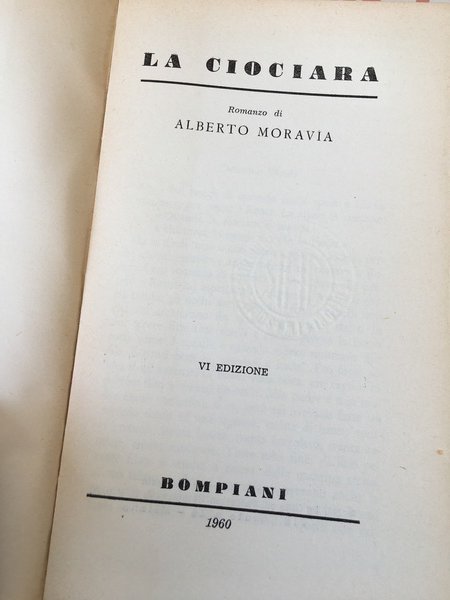 LA CIOCIARA
Romanzo di
ALBERTO MORAVIA
VI EDIZIONE
BOMPIANI
1960